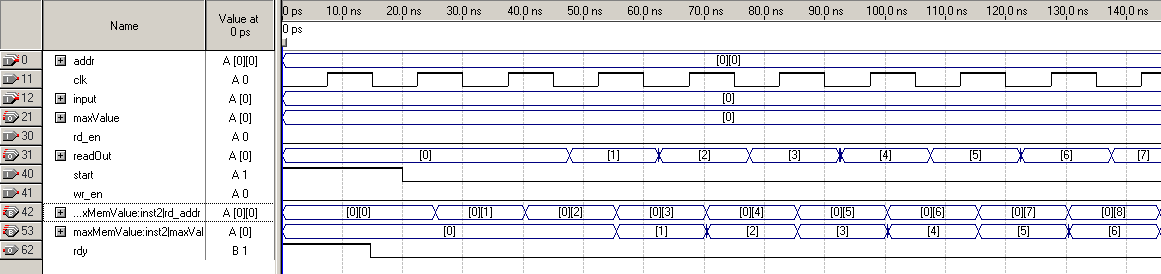 Name
Value at
0 ps
0 ps 10.0 ns 20.0 ns 30.0 ns 40.0 ns 50.0 ns 60.0 ns 70.0 ns 80.0 ns 90.0 ns 100.0 ns 110.0 ns 120.0 ns 130.0 ns 140.0 ns
0 ps
0 addr A [0][0] [0][0]
11 clk A 0
12 input A [0] [0]
21 maxValue A [0] [0]
30 rd_en A 0
31 readOut A [0] [0] [1] [2] [3] [4] [5] [6] [7]
40 start A 1
41 wr_en A 0
42 ...xMemValue:inst2|rd_addr A [0][0] [0][0] [0][1] [0][2] [0][3] [0][4] [0][5] [0][6] [0][7] [0][8]
53 maxMemValue:inst2|maxVal A [0] [0] [1] [2] [3] [4] [5] [6]
62 rdy B 1